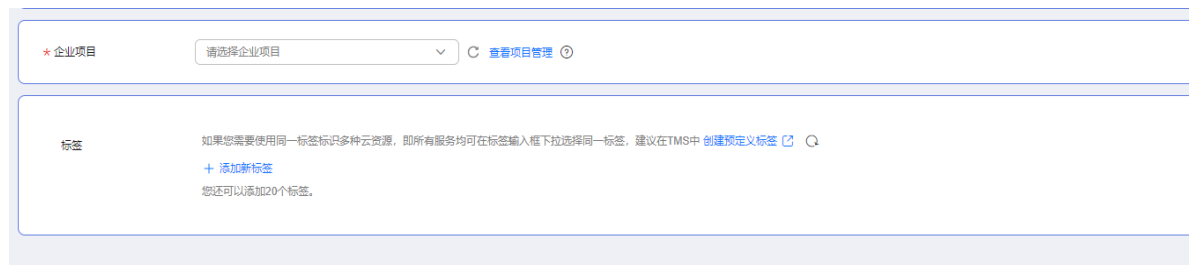 * 企业项目 请选择企业项目 查看项目管理
标签 如果您需要使用同一标签标识多种云资源，即所有服务均可在标签输入框下拉选择同一标签，建议在TMS中 创建预定义标签
+ 添加新标签
您还可以添加20个标签。